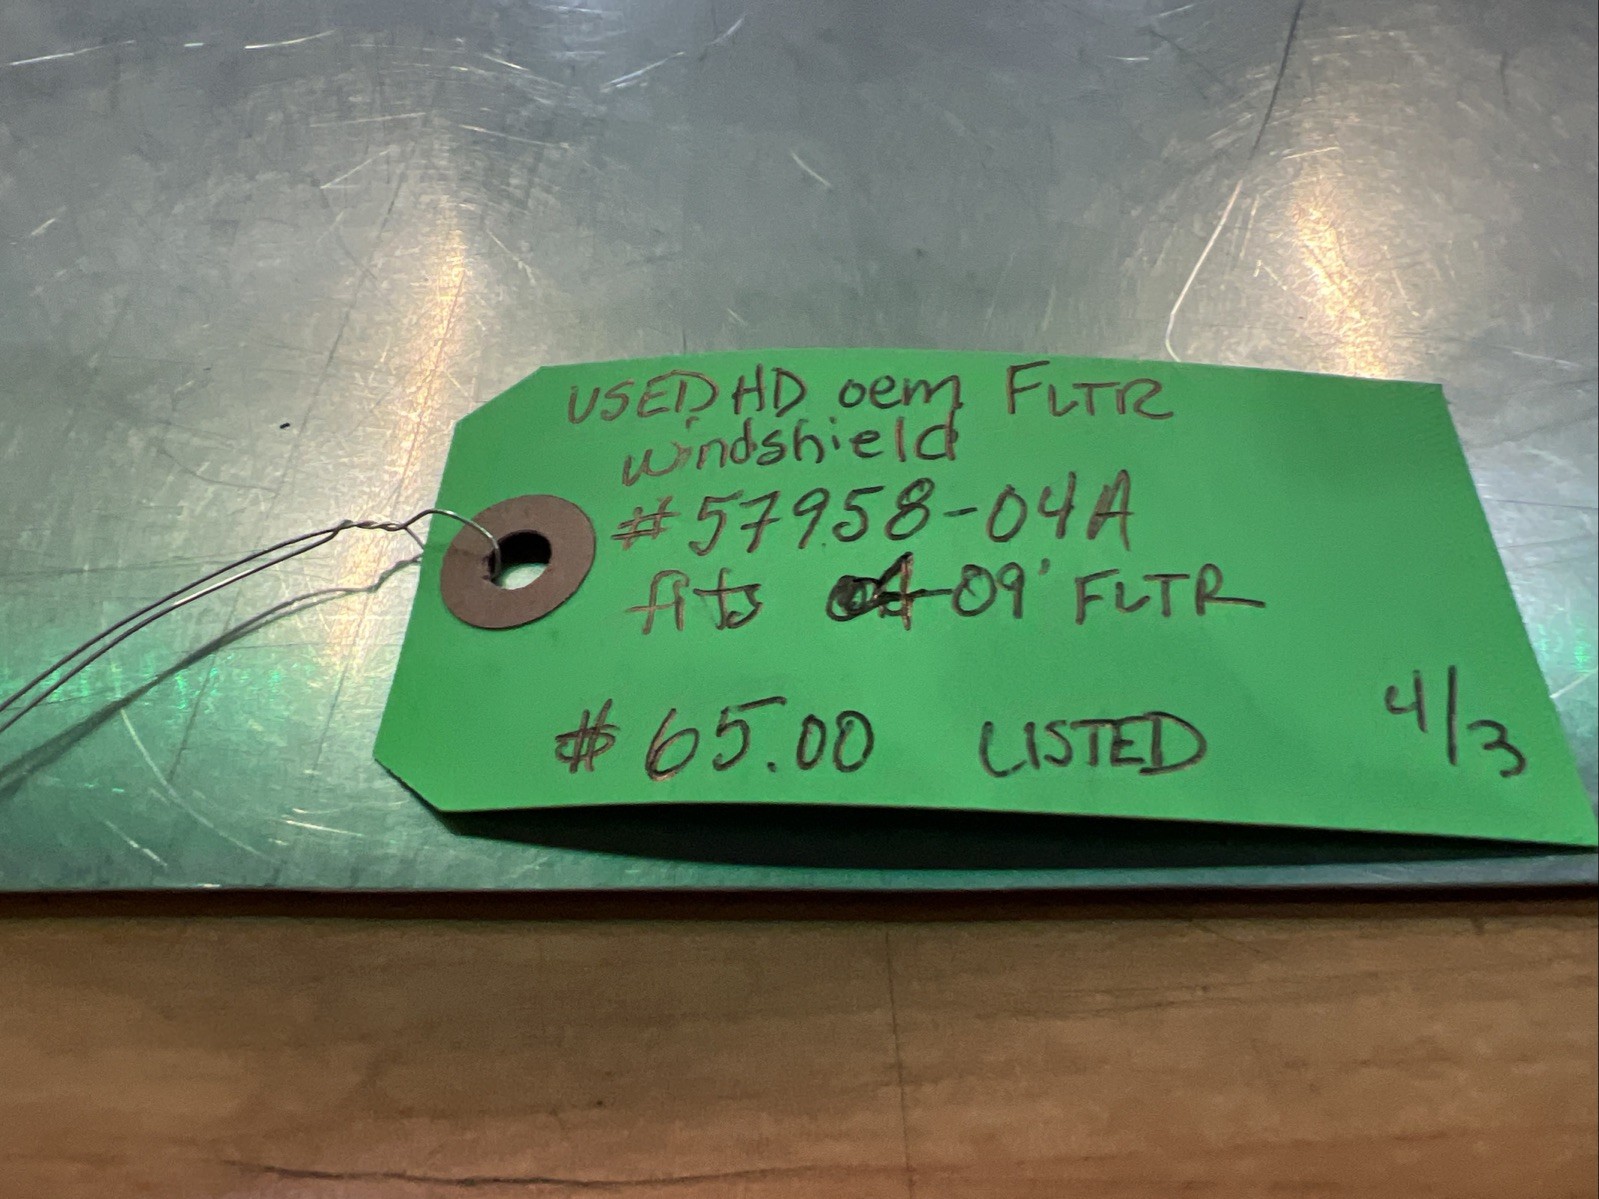 USED HD oem FLTR
windshield
#57958-04A
fits 04-09' FLTR
$65.00 LISTED 4/3